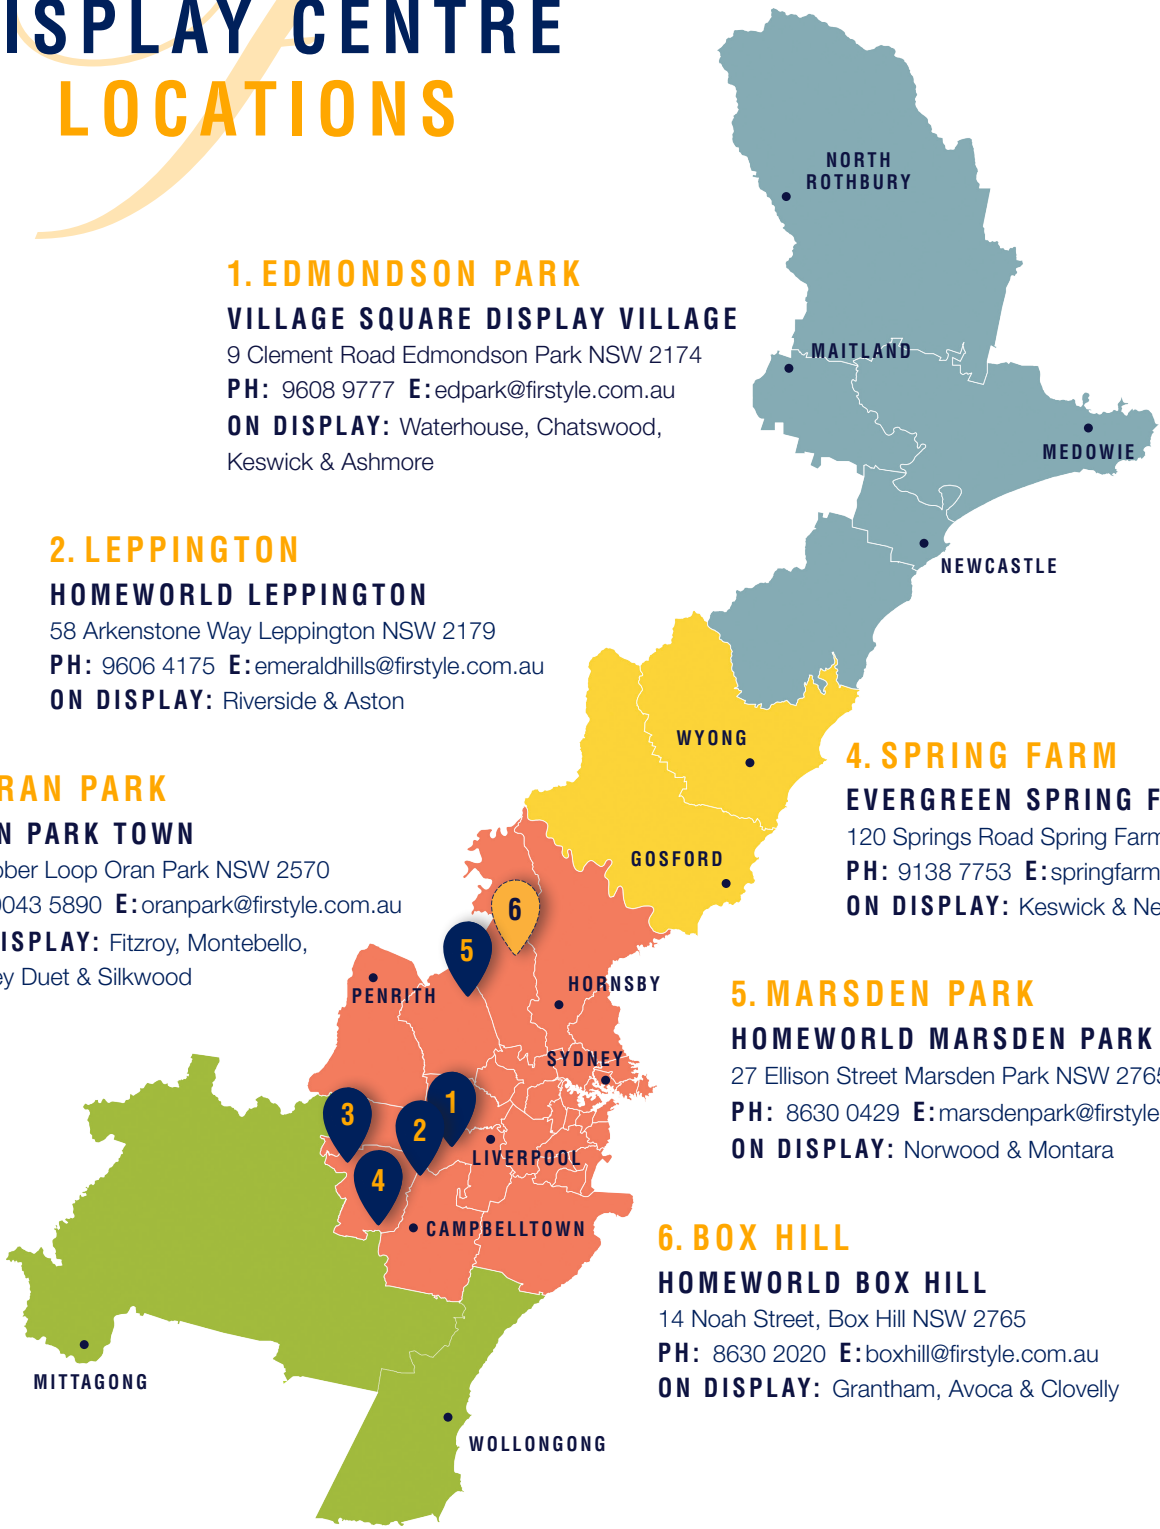 ISPLAY CENTRE
LOCATIONS
1. EDMONDSON PARK
VILLAGE SQUARE DISPLAY VILLAGE
9 Clement Road Edmondson Park NSW 2174
PH: 9608 9777 E: edpark@firstyle.com.au
ON DISPLAY: Waterhouse, Chatswood,
Keswick & Ashmore
2. LEPPINGTON
HOMEWORLD LEPPINGTON
58 Arkenstone Way Leppington NSW 2179
PH: 9606 4175 E: emeraldhills@firstyle.com.au
ON DISPLAY: Riverside & Aston
RAN PARK
N PARK TOWN
ber Loop Oran Park NSW 2570
9043 5890 E: oranpark@firstyle.com.au
ISPLAY: Fitzroy, Montebello,
ey Duet & Silkwood
4. SPRING FARM
EVERGREEN SPRING F
120 Springs Road Spring Farm
PH: 9138 7753 E: springfarm
ON DISPLAY: Keswick & Ne
5. MARSDEN PARK
HOMEWORLD MARSDEN PARK
27 Ellison Street Marsden Park NSW 2765
PH: 8630 0429 E: marsdenpark@firstyle
ON DISPLAY: Norwood & Montara
6. BOX HILL
HOMEWORLD BOX HILL
14 Noah Street, Box Hill NSW 2765
PH: 8630 2020 E: boxhill@firstyle.com.au
ON DISPLAY: Grantham, Avoca & Clovelly
NORTH
ROTHBURY
MAITLAND
MEDOWIE
NEWCASTLE
WYONG
GOSFORD
6
5
HORNSBY
PENRITH
SYDNEY
1
3
2
LIVERPOOL
4
CAMPBELLTOWN
MITTAGONG
WOLLONGONG